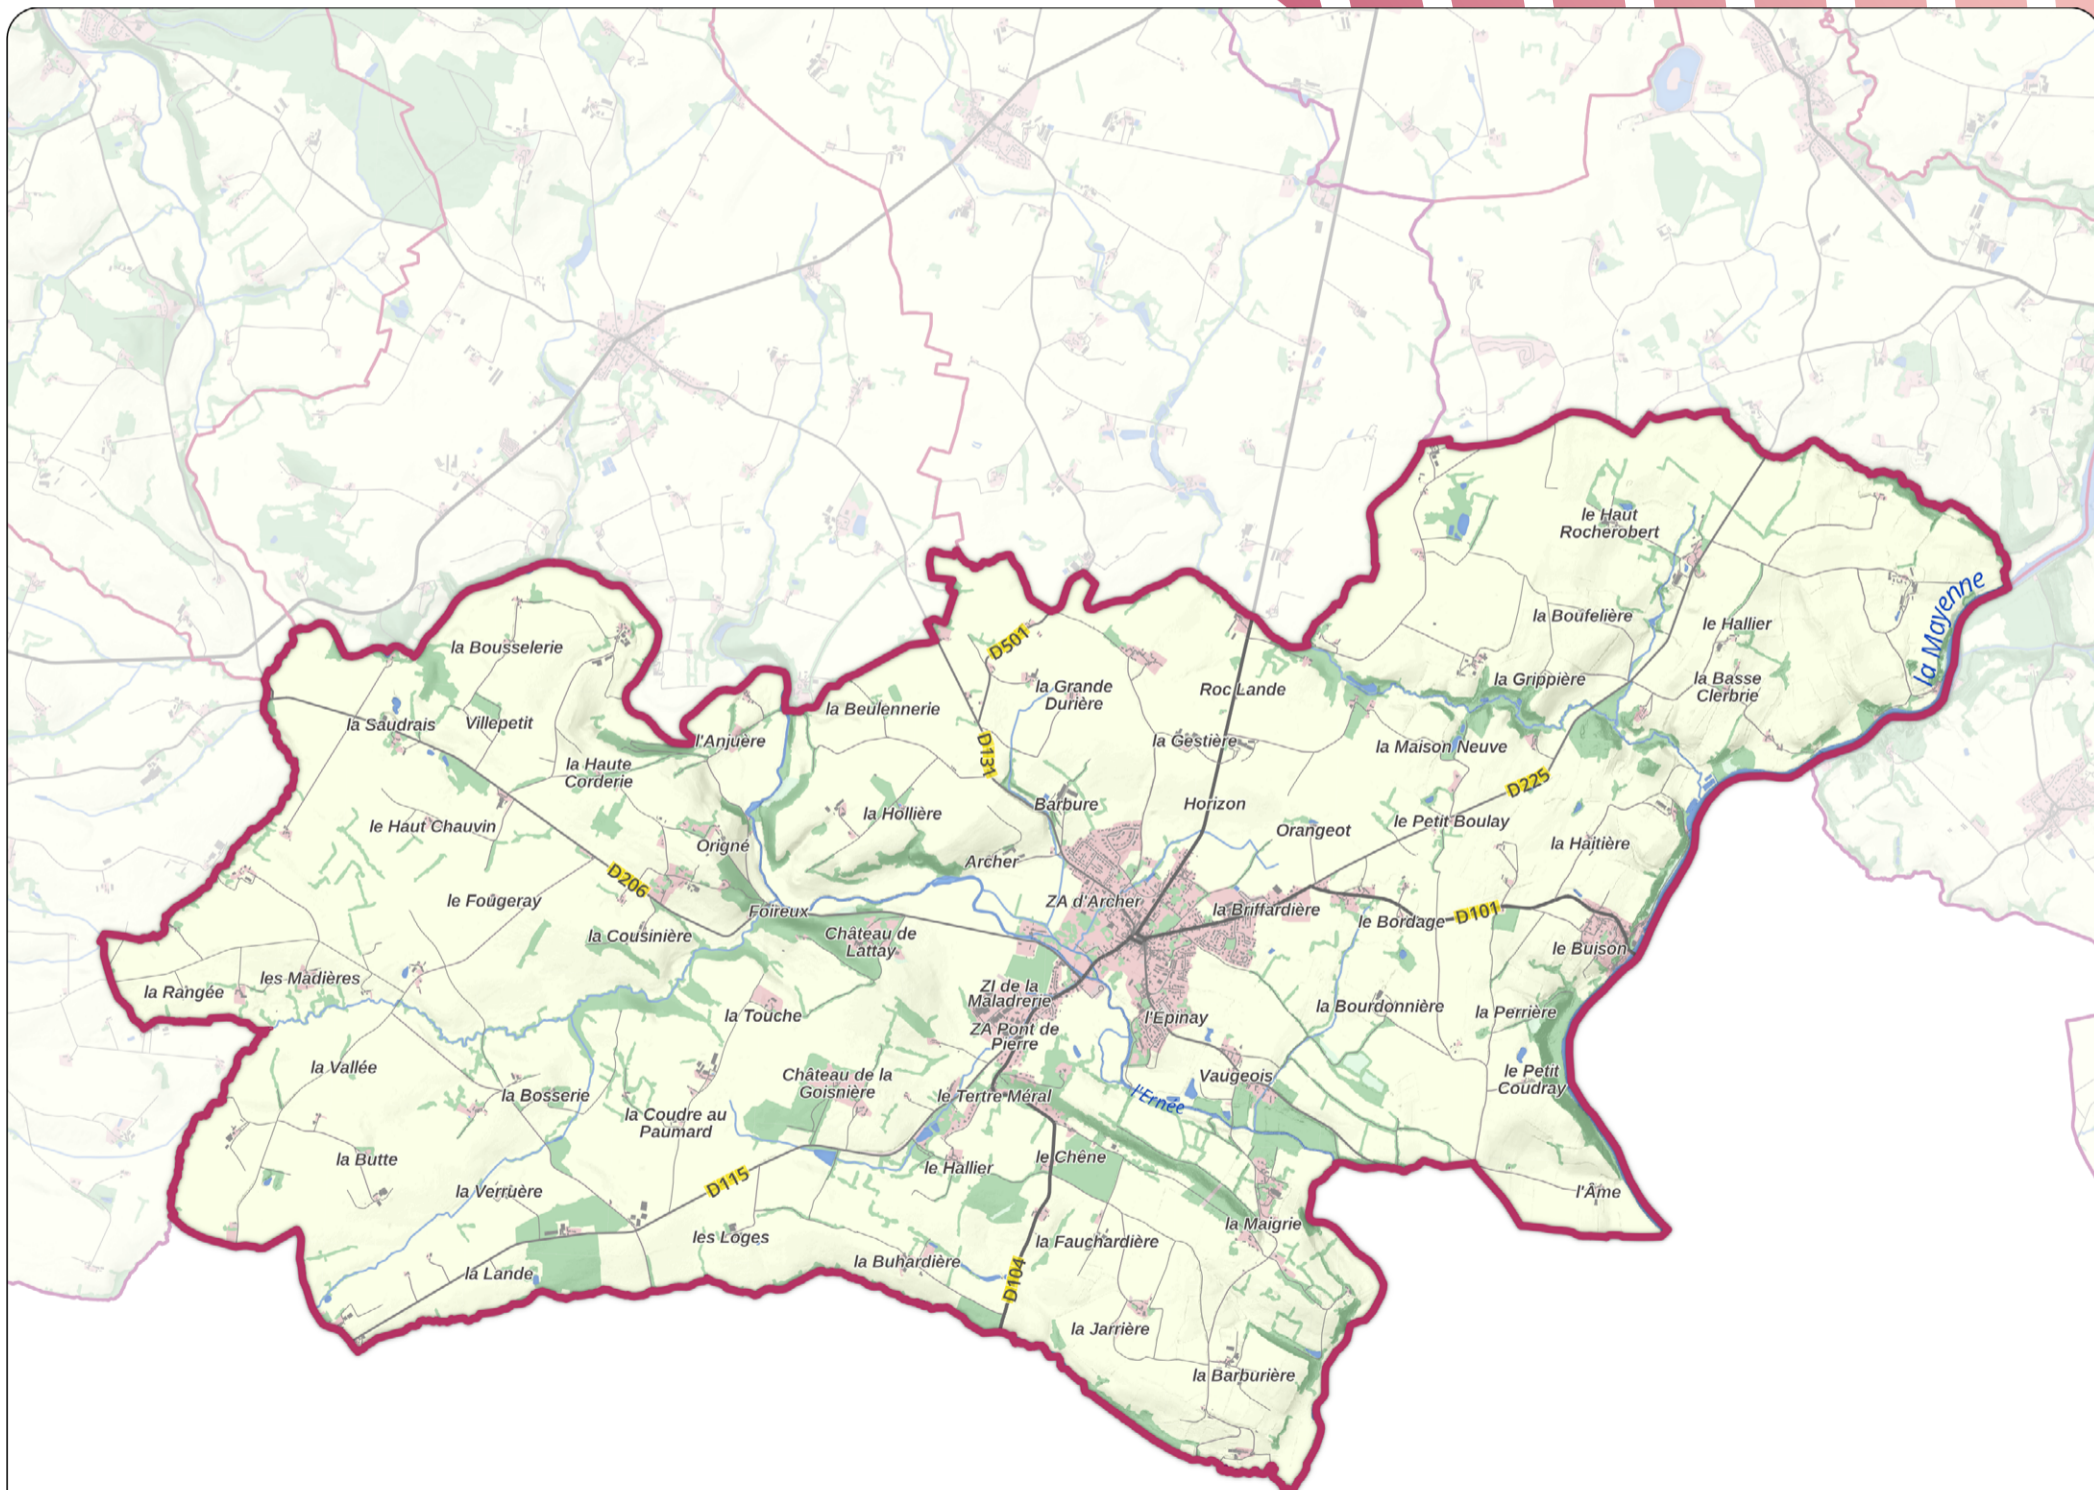 le Haut
Rocherobert
la Mayenne
la Boufelière
le Hallier
D501
la Bousselerie
la Grande
Durière
Roc Lande
la Grippière
la Basse
Clerbrie
la Beulennerie
la Saudrais
Villepetit
l'Anjuère
la Gestière
la Maison Neuve
D131
la Haute
Corderie
D225
Barbure
Horizon
la Hollière
le Haut Chauvin
le Petit Boulay
Orangeot
Origné
la Haitière
Archer
D206
le Fougeray
ZA d'Archer
Foireux
la Briffardière
le Bordage
D101
la Cousinière
Château de
Lattay
le Buison
les Madières
la Rangée
ZI de la
Maladrerie
la Bourdonnière
la Perrière
la Touche
l'Epinay
ZA Pont de
Pierre
la Vallée
Château de la
Goisnière
Vaugeois
le Petit
Coudray
la Bosserie
le Tertre Méral
l'Ernée
la Coudre au
Paumard
la Butte
le Chêne
le Hallier
D115
la Verruère
l'Âme
la Maigrie
les Loges
la Fauchardière
la Buhardière
la Lande
D104
la Jarrière
la Barburière